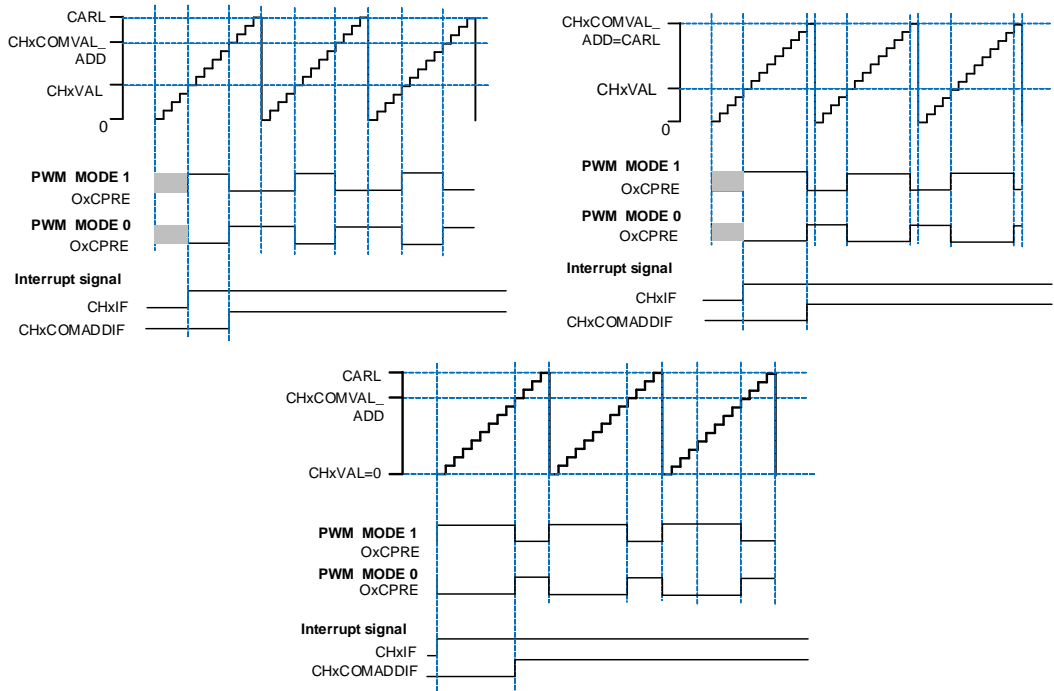 CARL
CHxCOMVAL_
ADD
CHxVAL
0
PWM MODE 1
OxCPRE
PWM MODE 0
OxCPRE
Interrupt signal
CHxIF
CHxCOMADDIF
CHxCOMVAL_
ADD=CARL
CHxVAL
0
PWM MODE 1
OxCPRE
PWM MODE 0
OxCPRE
Interrupt signal
CHxIF
CHxCOMADDIF
CARL
CHxCOMVAL_
ADD
CHxVAL=0
PWM MODE 1
OxCPRE
PWM MODE 0
OxCPRE
Interrupt signal
CHxIF
CHxCOMADDIF